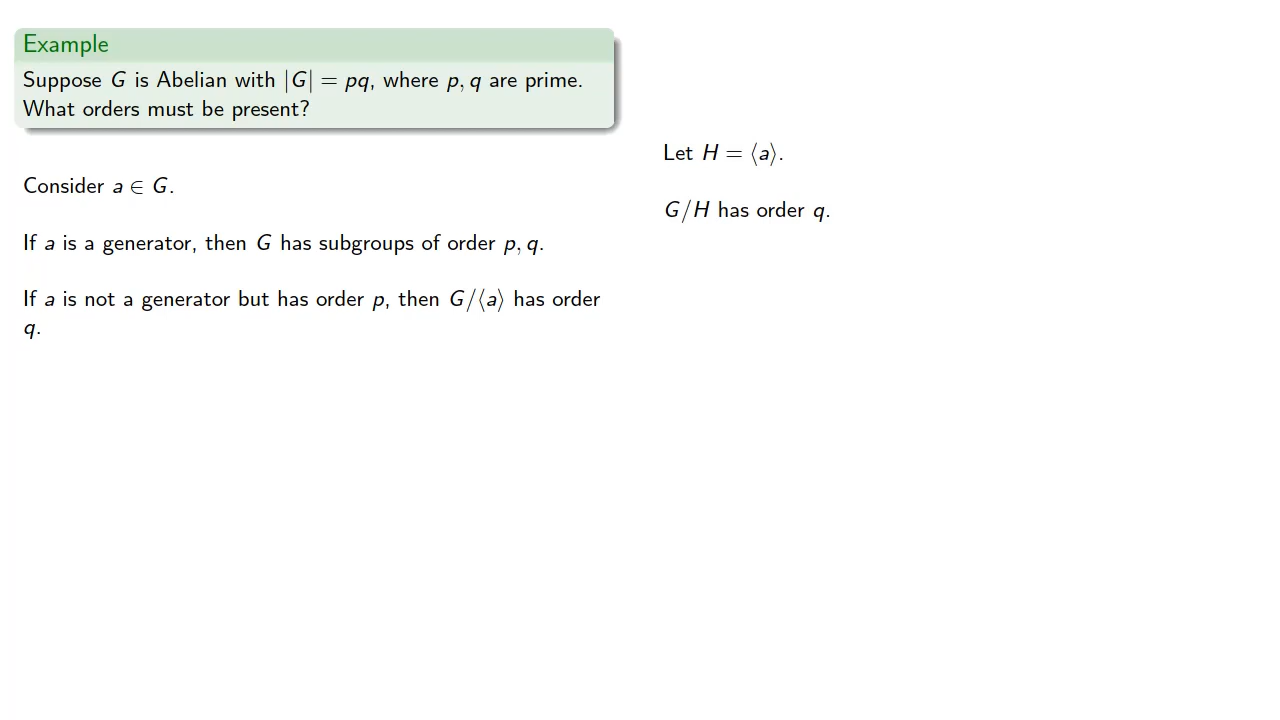 Example
Suppose G is Abelian with |G| = pq, where p, q are prime.
What orders must be present?
Consider a ∈ G.
If a is a generator, then G has subgroups of order p, q.
If a is not a generator but has order p, then G/⟨a⟩ has order
q.
Let H = ⟨a⟩.
G/H has order q.